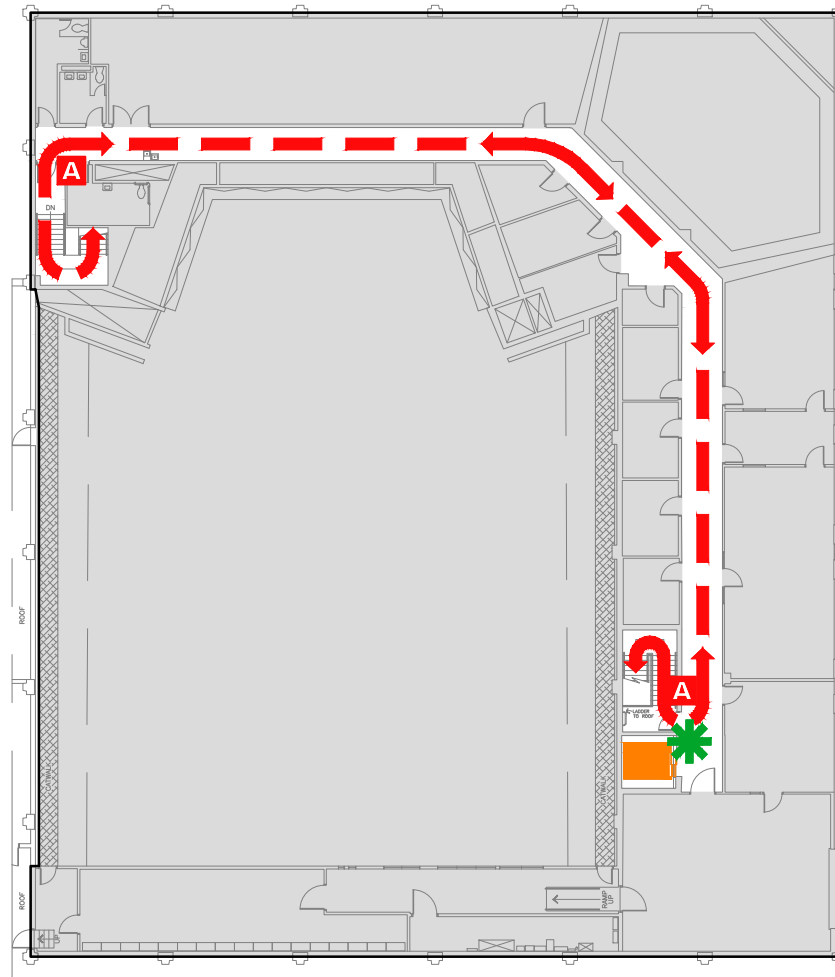 A
DN
ROOF
A
LADDER
TO ROOF
CATWALK
CATWALK
ROOF
RAMP
UP
UP